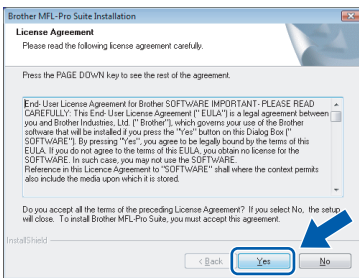 Brother MFL-Pro Suite Installation
License Agreement
Please read the following license agreement carefully.
Press the PAGE DOWN key to see the rest of the agreement.
End- User License Agreement for Brother SOFTWARE IMPORTANT- PLEASE READ
CAREFULLY: This End- User License Agreement (" EULA") is a legal agreement between
you and Brother Industries, Ltd. (" Brother"), which governs your use of the Brother
software that will be installed if you press the "Yes" button on this Dialog Box ("
SOFTWARE"). By pressing "Yes", you agree to be legally bound by the terms of this
EULA. If you do not agree to the terms of this EULA, you obtain no license for the
SOFTWARE. In such case, you may not use the SOFTWARE.
Reference in this Licence Agreement to "SOFTWARE" shall where the context permits
also include the media upon which it is stored.
Do you accept all the terms of the preceding License Agreement? If you select No, the setup
will close. To install Brother MFL-Pro Suite, you must accept this agreement.
InstallShield
< Back
Yes
No